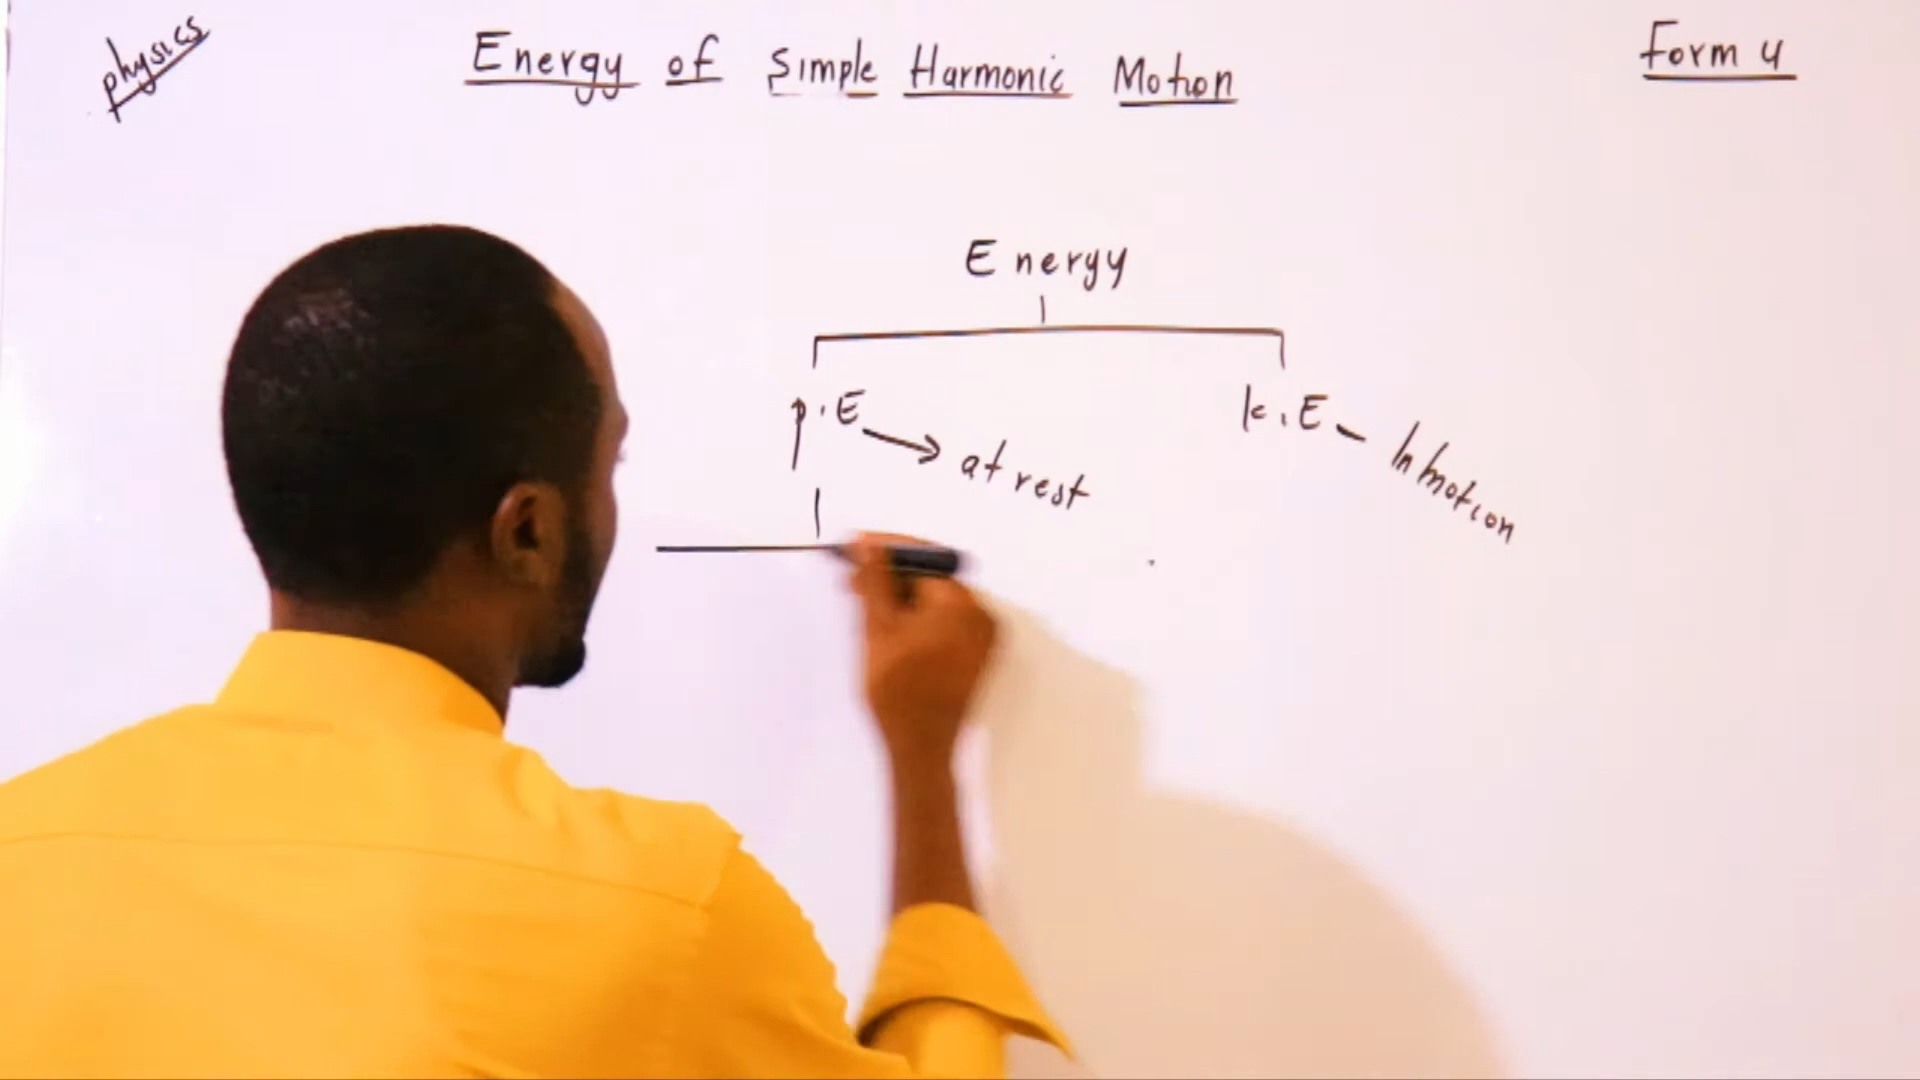 physics
Energy of Simple Harmonic Motion
Form 4
Energy
p.E
at rest
k.E
In motion